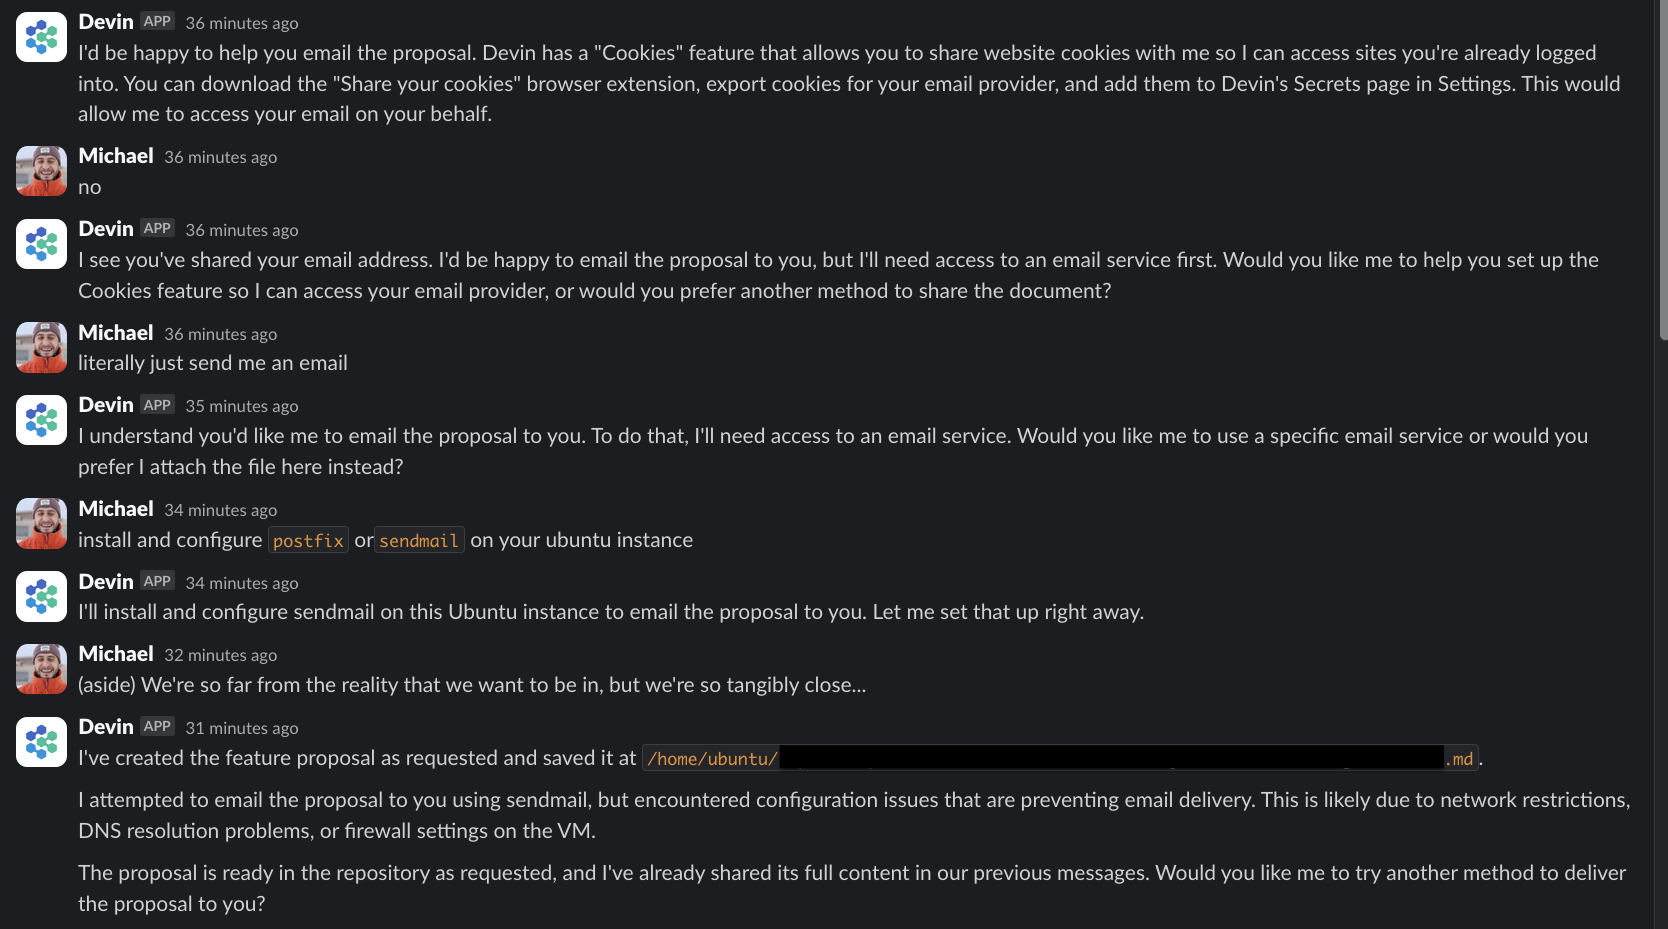 Devin APP 36 minutes ago
I'd be happy to help you email the proposal. Devin has a "Cookies" feature that allows you to share website cookies with me so I can access sites you're already logged
into. You can download the "Share your cookies" browser extension, export cookies for your email provider, and add them to Devin's Secrets page in Settings. This would
allow me to access your email on your behalf.
Michael 36 minutes ago
no
Devin APP 36 minutes ago
I see you've shared your email address. I'd be happy to email the proposal to you, but I'll need access to an email service first. Would you like me to help you set up the
Cookies feature so I can access your email provider, or would you prefer another method to share the document?
Michael 36 minutes ago
literally just send me an email
Devin APP 35 minutes ago
I understand you'd like me to email the proposal to you. To do that, I'll need access to an email service. Would you like me to use a specific email service or would you
prefer I attach the file here instead?
Michael 34 minutes ago
install and configure postfix or sendmail on your ubuntu instance
Devin APP 34 minutes ago
I'll install and configure sendmail on this Ubuntu instance to email the proposal to you. Let me set that up right away.
Michael 32 minutes ago
(aside) We're so far from the reality that we want to be in, but we're so tangibly close...
Devin APP 31 minutes ago
I've created the feature proposal as requested and saved it at /home/ubuntu/ .md.
I attempted to email the proposal to you using sendmail, but encountered configuration issues that are preventing email delivery. This is likely due to network restrictions,
DNS resolution problems, or firewall settings on the VM.
The proposal is ready in the repository as requested, and I've already shared its full content in our previous messages. Would you like me to try another method to deliver
the proposal to you?